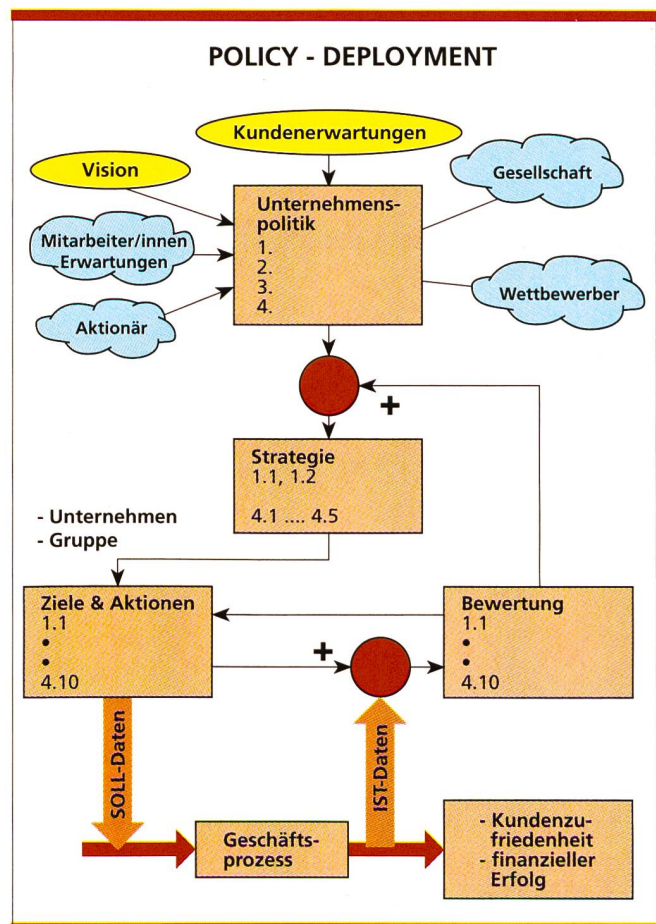 POLICY - DEPLOYMENT
Kundenerwartungen
Vision
Gesellschaft
Unternehmens-
politik
1.
2.
3.
4.
Mitarbeiter/innen
Erwartungen
Aktionär
Wettbewerber
+
Strategie
1.1, 1.2
4.1 .... 4.5
- Unternehmen
- Gruppe
Ziele & Aktionen
1.1
•
•
4.10
+
Bewertung
1.1
•
•
4.10
SOLL-Daten
IST-Daten
Geschäfts-
prozess
- Kundenzu-
friedenheit
- finanzieller
Erfolg